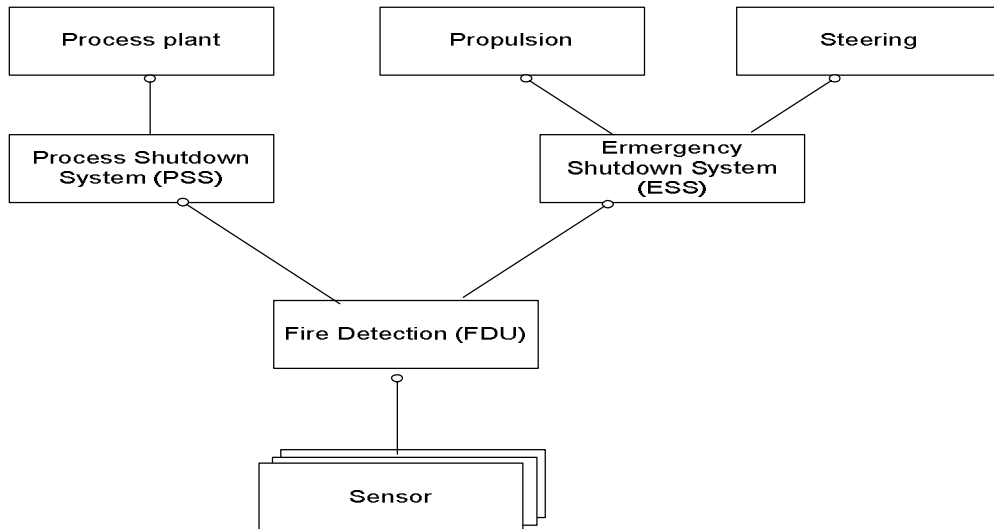 Process plant
Propulsion
Steering
Process Shutdown
System (PSS)
Ermergency
Shutdown System
(ESS)
Fire Detection (FDU)
Sensor